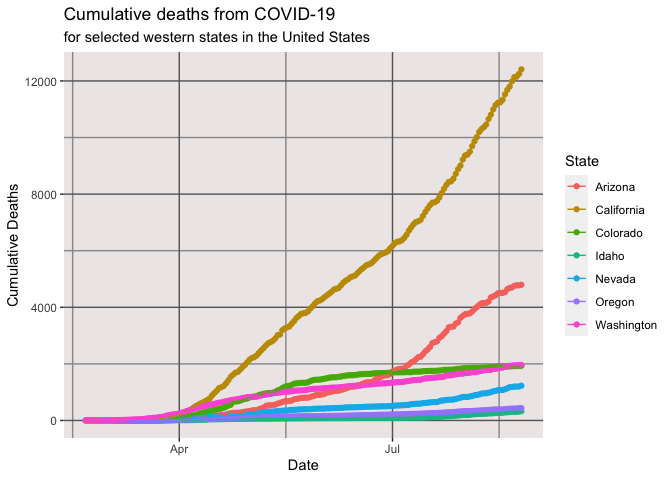 Cumulative deaths from COVID-19
for selected western states in the United States
Cumulative Deaths
12000
8000
4000
0
Apr
Jul
Date
State
Arizona
California
Colorado
Idaho
Nevada
Oregon
Washington